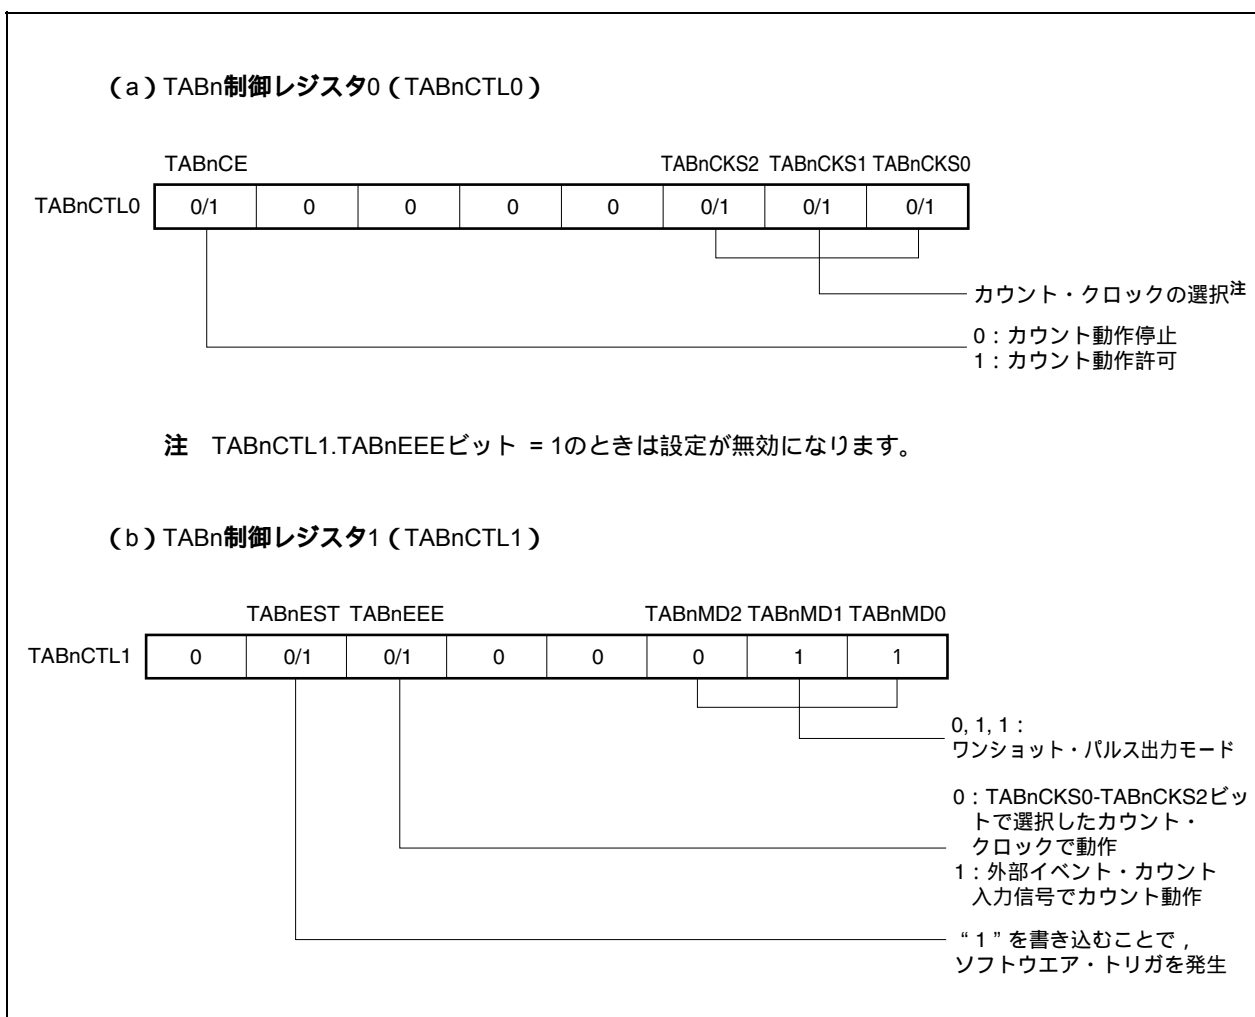 （a）TABn制御レジスタ0（TABnCTL0）
TABnCE TABnCKS2 TABnCKS1 TABnCKS0
TABnCTL0 0/1 0 0 0 0 0/1 0/1 0/1
カウント・クロックの選択注
0：カウント動作停止
1：カウント動作許可
注 TABnCTL1.TABnEEEビット = 1のときは設定が無効になります。
（b）TABn制御レジスタ1（TABnCTL1）
TABnEST TABnEEE TABnMD2 TABnMD1 TABnMD0
TABnCTL1 0 0/1 0/1 0 0 0 1 1
0, 1, 1：
ワンショット・パルス出力モード
0：TABnCKS0-TABnCKS2ビッ
トで選択したカウント・
クロックで動作
1：外部イベント・カウント
入力信号でカウント動作
“1”を書き込むことで，
ソフトウエア・トリガを発生